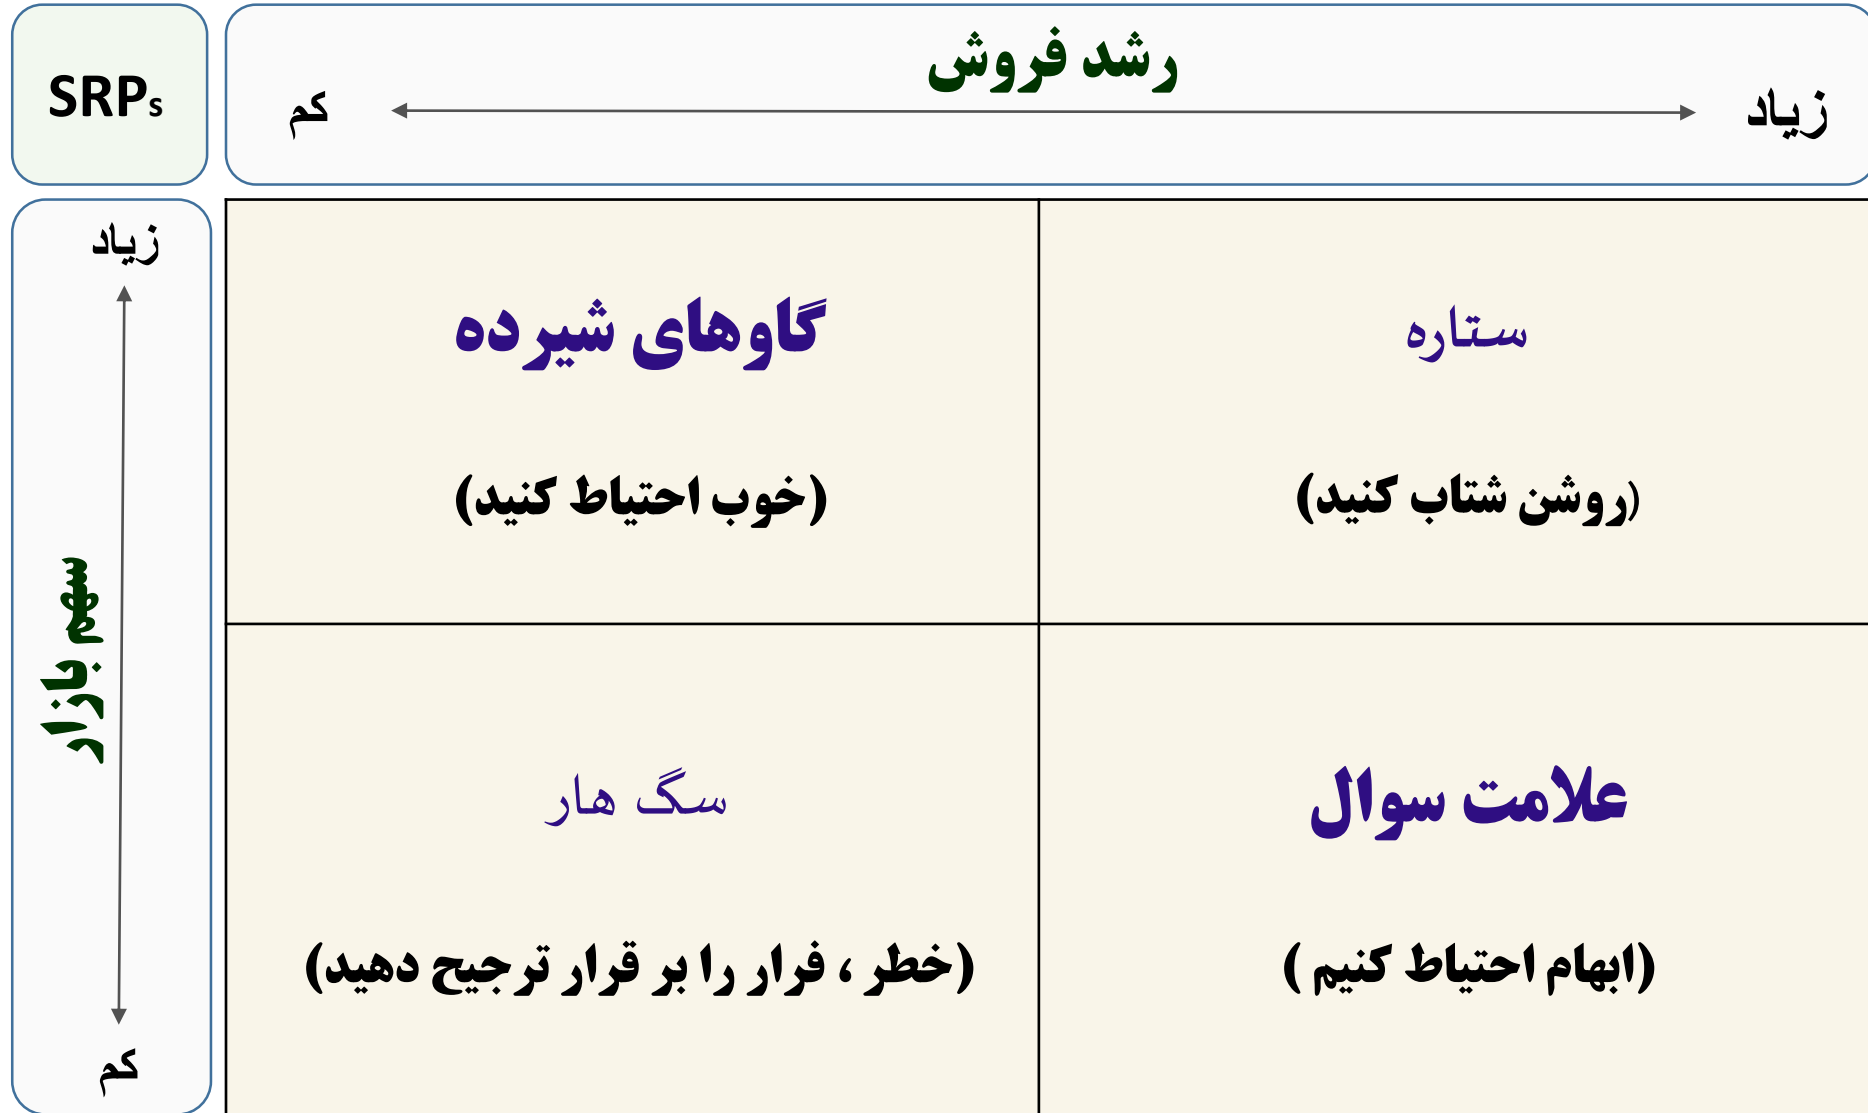 SRPs
رشد فروش
زیاد
کم
زیاد
سهم بازار
کم
ستاره
(روشن شتاب کنید)
گاوهای شیرده
(خوب احتیاط کنید)
علامت سوال
(ابهام احتیاط کنیم )
سگ هار
(خطر ، فرار را بر قرار ترجیح دهید)